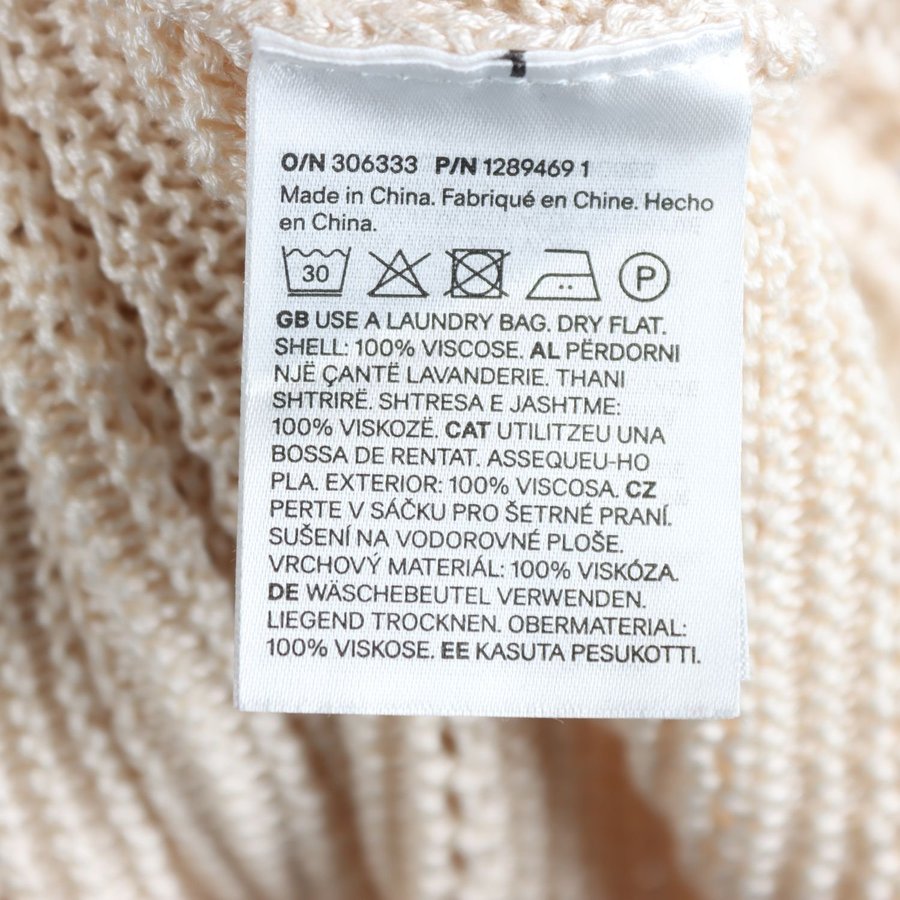 O/N 306333 P/N 1289469 1
Made in China. Fabriqué en Chine. Hecho
en China.
30 P
GB USE A LAUNDRY BAG. DRY FLAT.
SHELL: 100% VISCOSE. AL PËRDORNI
NJË ÇANTË LAVANDERIE. THANI
SHTRIRË. SHTRESA E JASHTME:
100% VISKOZË. CAT UTILITZEU UNA
BOSSA DE RENTAT. ASSEQUEU-HO
PLA. EXTERIOR: 100% VISCOSA. CZ
PERTE V SÁČKU PRO ŠETRNÉ PRANÍ.
SUŠENÍ NA VODOROVNÉ PLOŠE.
VRCHOVÝ MATERIÁL: 100% VISKÓZA.
DE WÄSCHEBEUTEL VERWENDEN.
LIEGEND TROCKNEN. OBERMATERIAL:
100% VISKOSE. EE KASUTA PESUKOTTI.